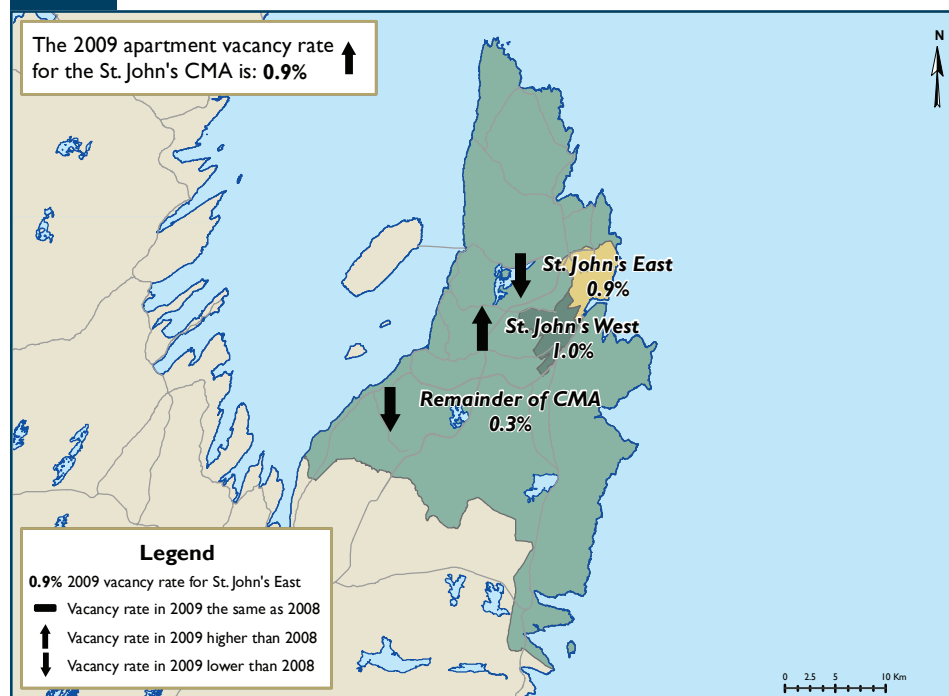 The 2009 apartment vacancy rate
for the St. John's CMA is: 0.9%
N
St. John's East
0.9%
St. John's West
1.0%
Remainder of CMA
0.3%
Legend
0.9% 2009 vacancy rate for St. John's East
Vacancy rate in 2009 the same as 2008
Vacancy rate in 2009 higher than 2008
Vacancy rate in 2009 lower than 2008
0 2.5 5 10 Km